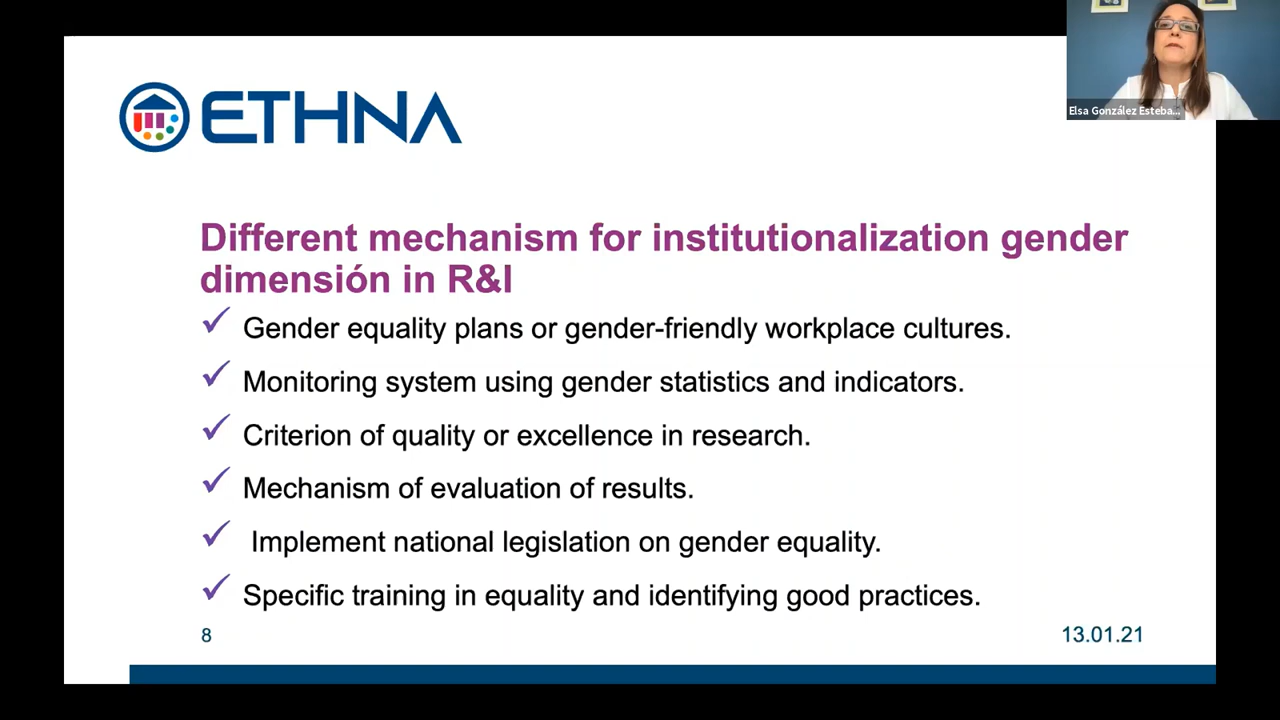 Elsa González Esteba...
ETHNA
Different mechanism for institutionalization gender
dimensión in R&I
✓ Gender equality plans or gender-friendly workplace cultures.
✓ Monitoring system using gender statistics and indicators.
✓ Criterion of quality or excellence in research.
✓ Mechanism of evaluation of results.
✓ Implement national legislation on gender equality.
✓ Specific training in equality and identifying good practices.
8
13.01.21